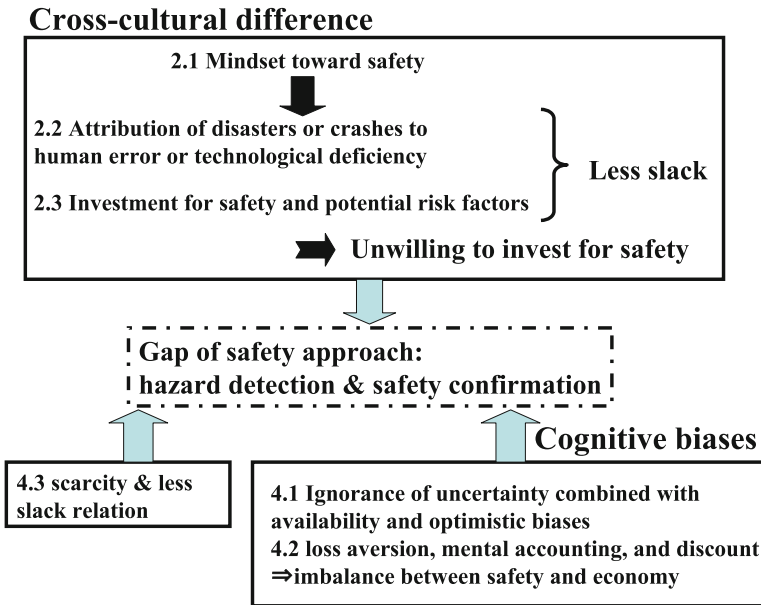 Cross-cultural difference
2.1 Mindset toward safety
2.2 Attribution of disasters or crashes to
human error or technological deficiency
2.3 Investment for safety and potential risk factors
Less slack
Unwilling to invest for safety
Gap of safety approach:
hazard detection & safety confirmation
Cognitive biases
4.3 scarcity & less
slack relation
4.1 Ignorance of uncertainty combined with
availability and optimistic biases
4.2 loss aversion, mental accounting, and discount
⇒imbalance between safety and economy